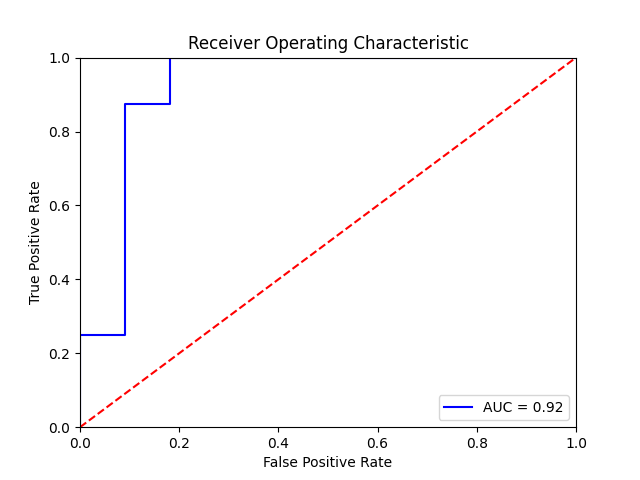 Receiver Operating Characteristic
True Positive Rate
1.0
0.8
0.6
0.4
0.2
0.0
AUC = 0.92
0.0 0.2 0.4 0.6 0.8 1.0
False Positive Rate